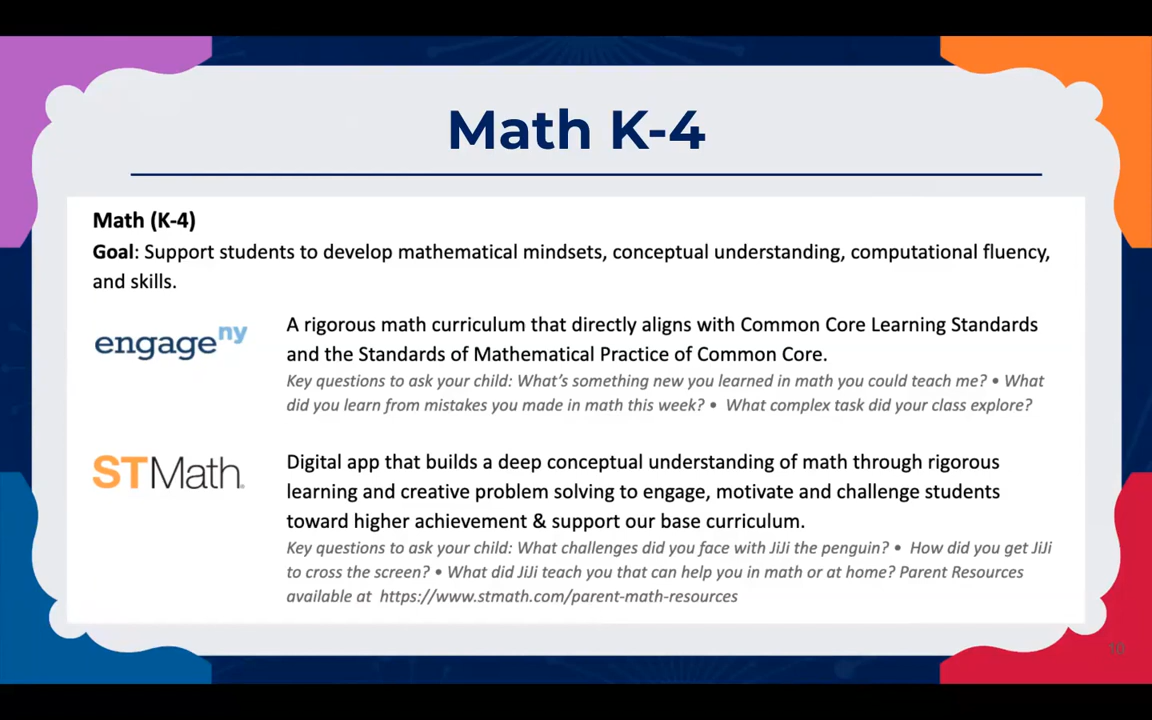 Math K-4
Math (K-4)
Goal: Support students to develop mathematical mindsets, conceptual understanding, computational fluency,
and skills.
engageny
A rigorous math curriculum that directly aligns with Common Core Learning Standards
and the Standards of Mathematical Practice of Common Core.
Key questions to ask your child: What's something new you learned in math you could teach me? • What
did you learn from mistakes you made in math this week? • What complex task did your class explore?
STMath.
Digital app that builds a deep conceptual understanding of math through rigorous
learning and creative problem solving to engage, motivate and challenge students
toward higher achievement & support our base curriculum.
Key questions to ask your child: What challenges did you face with JiJi the penguin? • How did you get JiJi
to cross the screen? • What did JiJi teach you that can help you in math or at home? Parent Resources
available at https://www.stmath.com/parent-math-resources
10